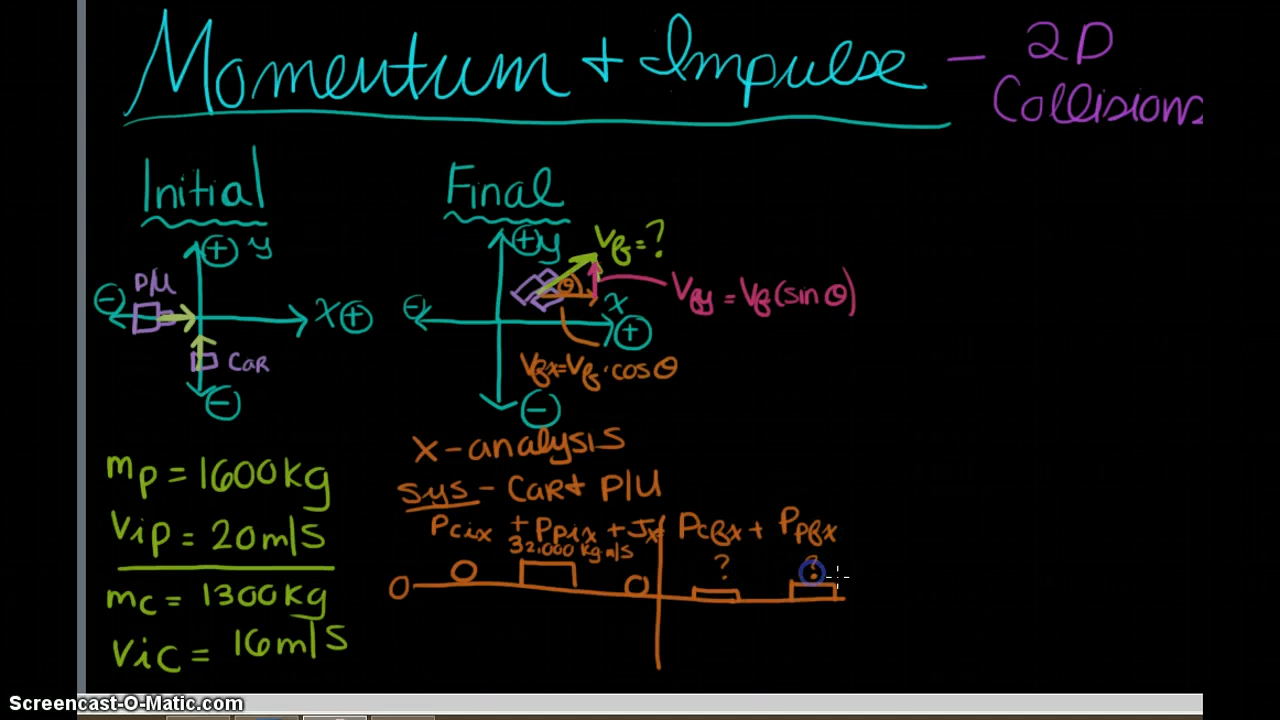 Momentum + Impulse - 2D
Collisions
Initial
⊕ y
P/U
⊖
X ⊕
Car
⊖
Final
⊕ y
Vf = ?
θ
⊖
X
⊕
Vfy = Vf (sin θ)
Vfx = Vf · cos θ
⊖
mp = 1600 kg
Vip = 20 m/s
mc = 1300 kg
Vic = 16 m/s
X - analysis
sys - Car + P/U
Pcix + Ppix + Jx | Pcfx + Ppfx
32,000 kg m/s
? ?
0 0 0
Screencast-O-Matic.com